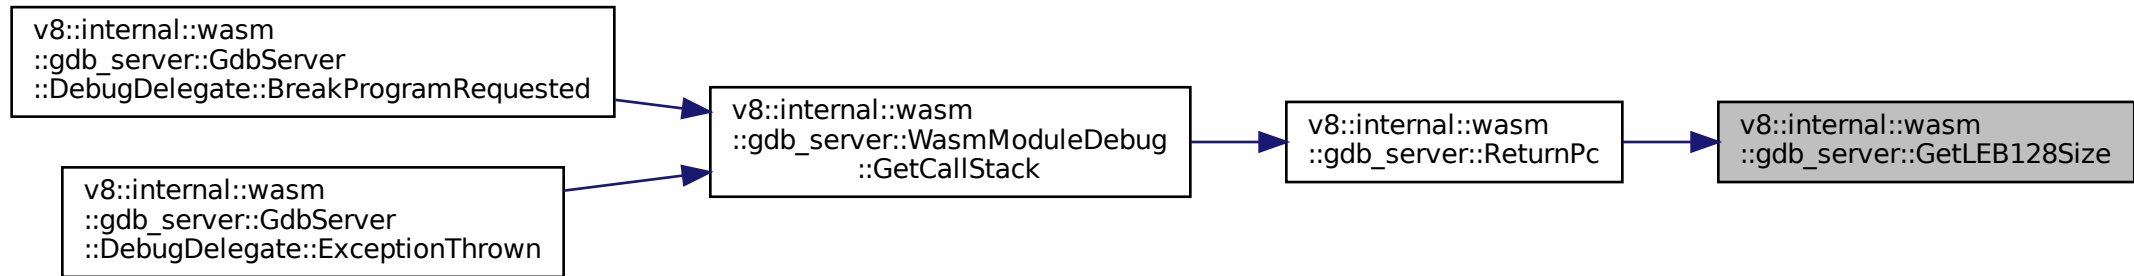 v8::internal::wasm
::gdb_server::GdbServer
::DebugDelegate::BreakProgramRequested
v8::internal::wasm
::gdb_server::GdbServer
::DebugDelegate::ExceptionThrown
v8::internal::wasm
::gdb_server::WasmModuleDebug
::GetCallStack
v8::internal::wasm
::gdb_server::ReturnPc
v8::internal::wasm
::gdb_server::GetLEB128Size